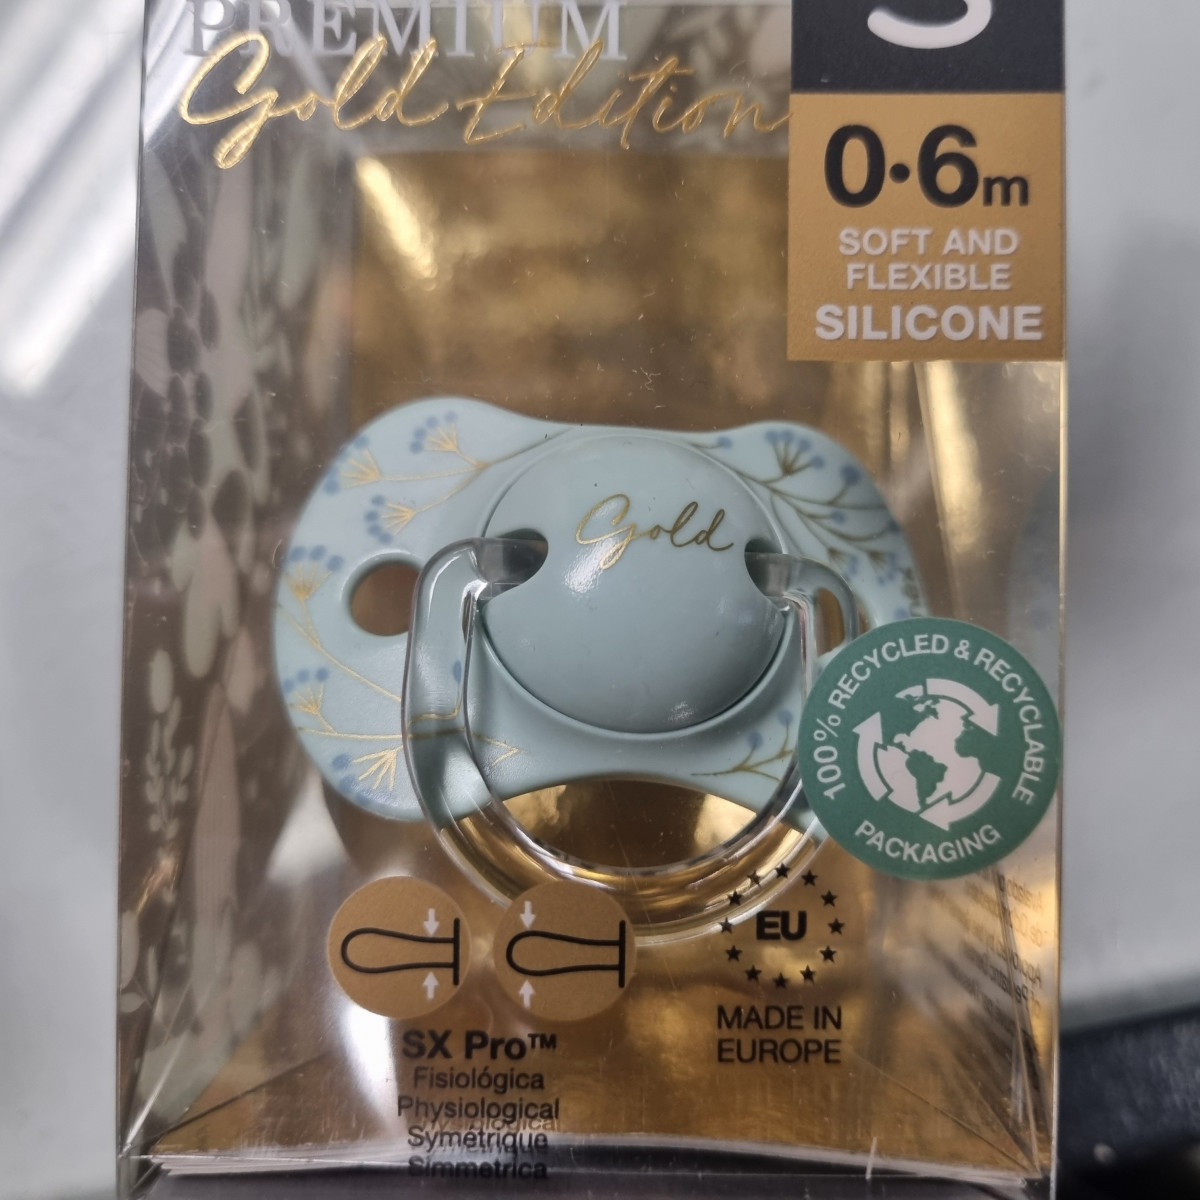 PREMIUM
Gold Edition
0•6m
SOFT AND
FLEXIBLE
SILICONE
Gold
100% RECYCLED & RECYCLABLE
PACKAGING
EU
MADE IN
EUROPE
SX Pro™
Fisiológica
Physiological
Symétrique
Simmetrica